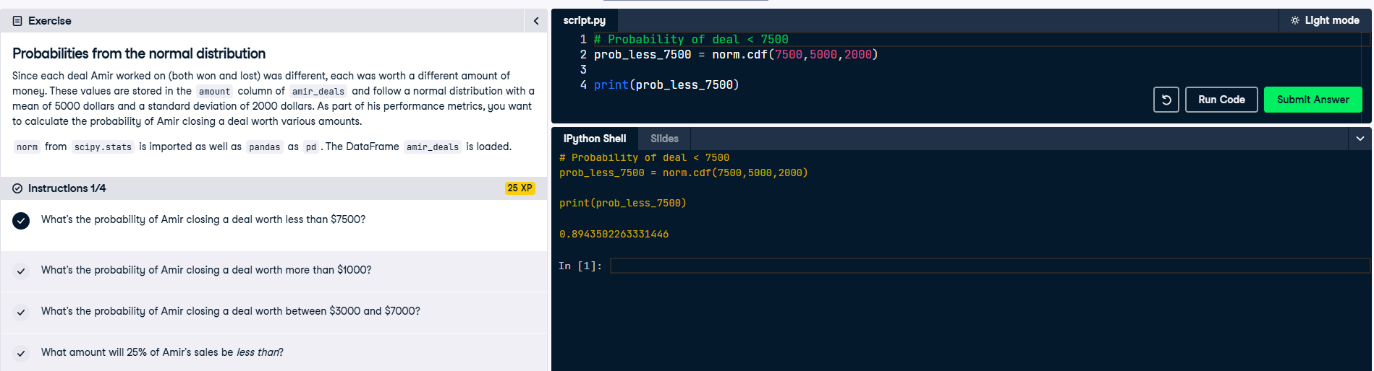 Exercise
Probabilities from the normal distribution
Since each deal Amir worked on (both won and lost) was different, each was worth a different amount of
money. These values are stored in the amount column of amir_deals and follow a normal distribution with a
mean of 5000 dollars and a standard deviation of 2000 dollars. As part of his performance metrics, you want
to calculate the probability of Amir closing a deal worth various amounts.
norm from scipy.stats is imported as well as pandas as pd . The DataFrame amir_deals is loaded.
Instructions 1/4
25 XP
What's the probability of Amir closing a deal worth less than $7500?
What's the probability of Amir closing a deal worth more than $1000?
What's the probability of Amir closing a deal worth between $3000 and $7000?
What amount will 25% of Amir's sales be less than?
script.py
Light mode
1 # Probability of deal < 7500
2 prob_less_7500 = norm.cdf(7500,5000,2000)
3
4 print(prob_less_7500)
Run Code
Submit Answer
IPython Shell
Slides
# Probability of deal < 7500
prob_less_7500 = norm.cdf(7500,5000,2000)
print(prob_less_7500)
0.8943502263331446
In [1]: